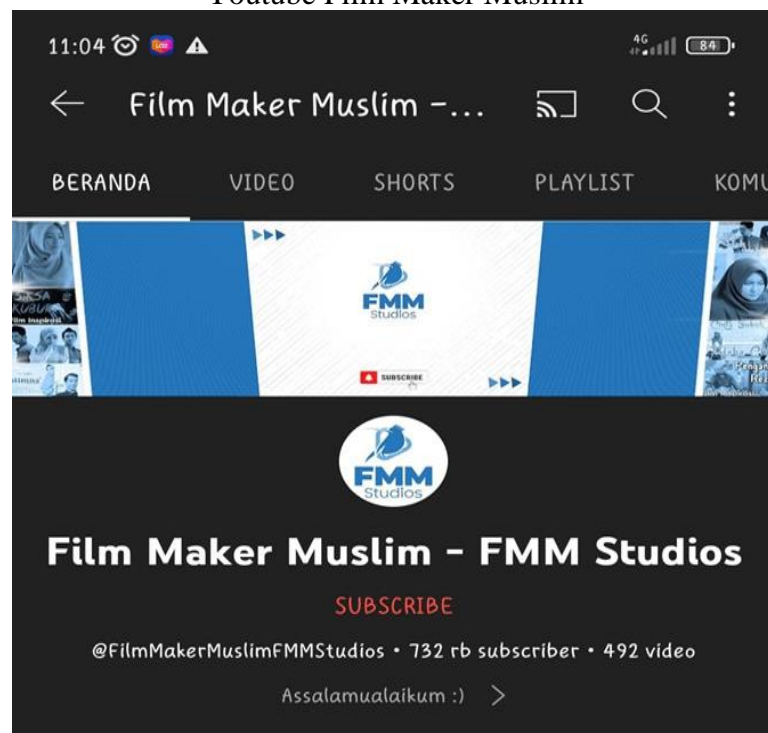 Youtube Film Maker Muslim
11:04
4G
84
Film Maker Muslim -...
BERANDA VIDEO SHORTS PLAYLIST KOMU
FMM
Studios
SUBSCRIBE
FMM
Studios
Film Maker Muslim - FMM Studios
SUBSCRIBE
@FilmMakerMuslimFMMStudios • 732 rb subscriber • 492 video
Assalamualaikum :) >